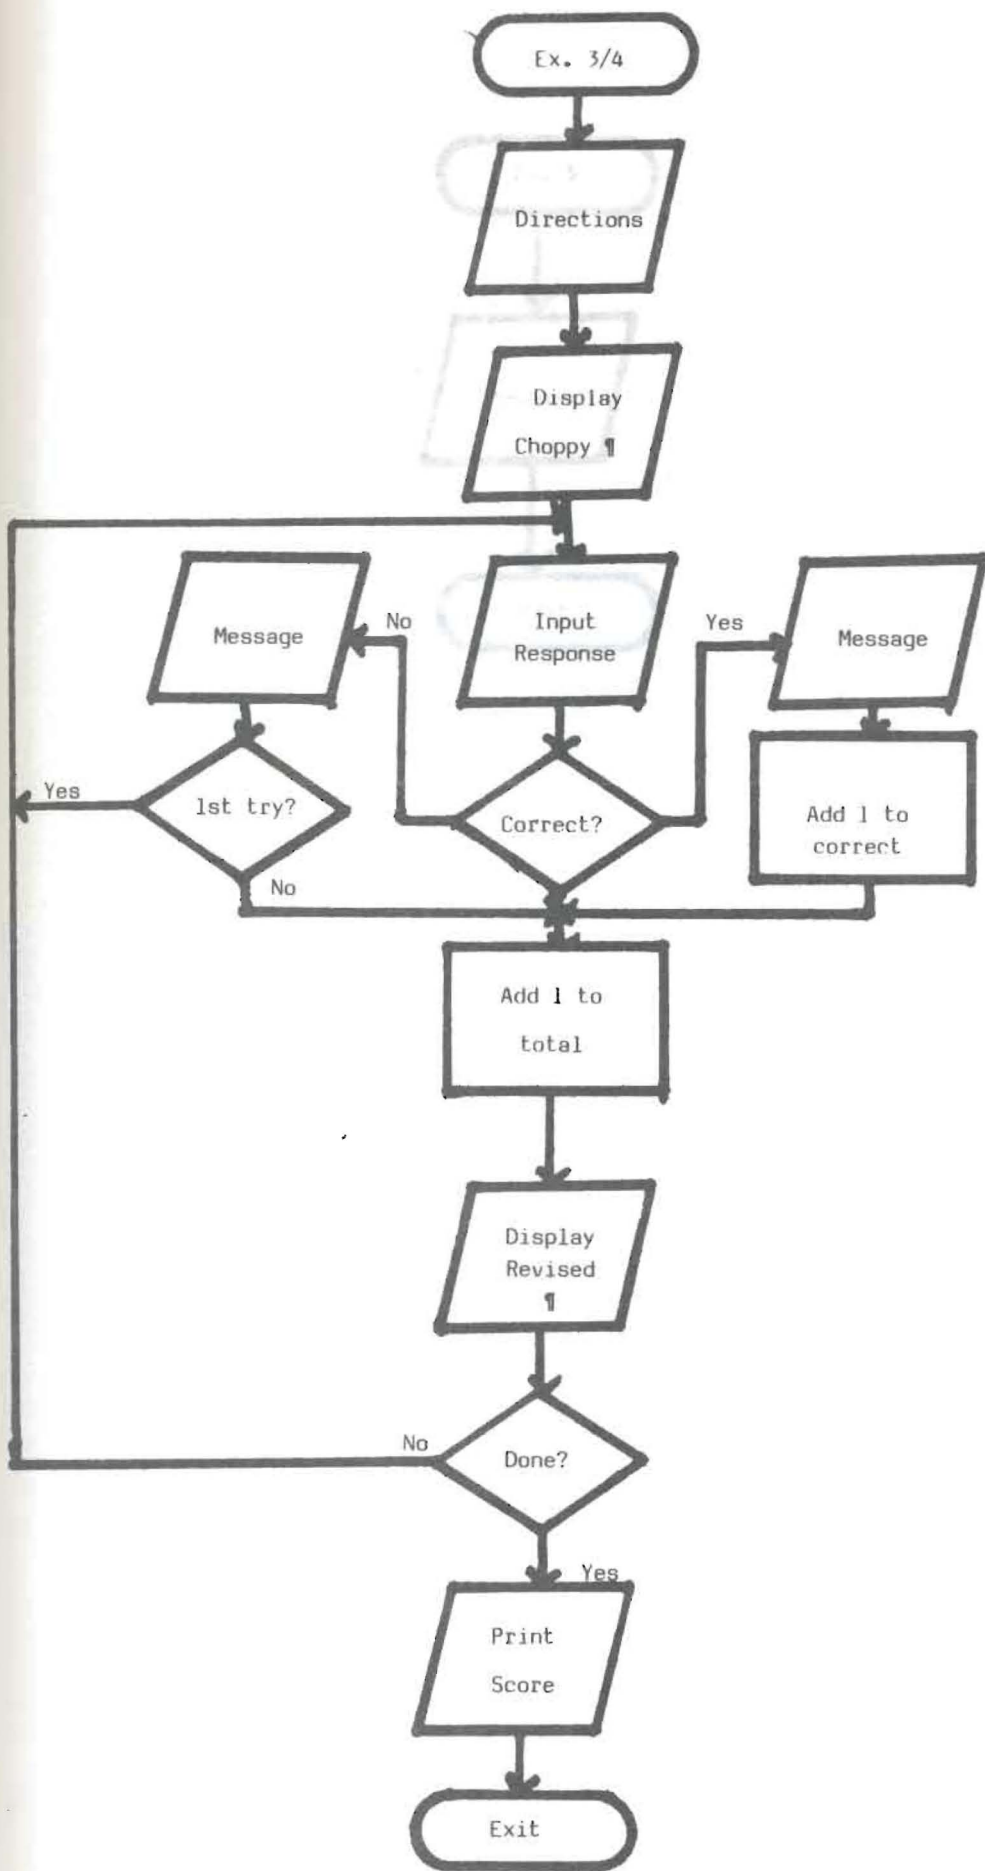 Ex. 3/4
Directions
Display
Choppy ¶
No
Yes
Message
Input
Response
Message
Yes
1st try?
Correct?
Add 1 to
correct
No
Add 1 to
total
Display
Revised
¶
No
Done?
Yes
Print
Score
Exit